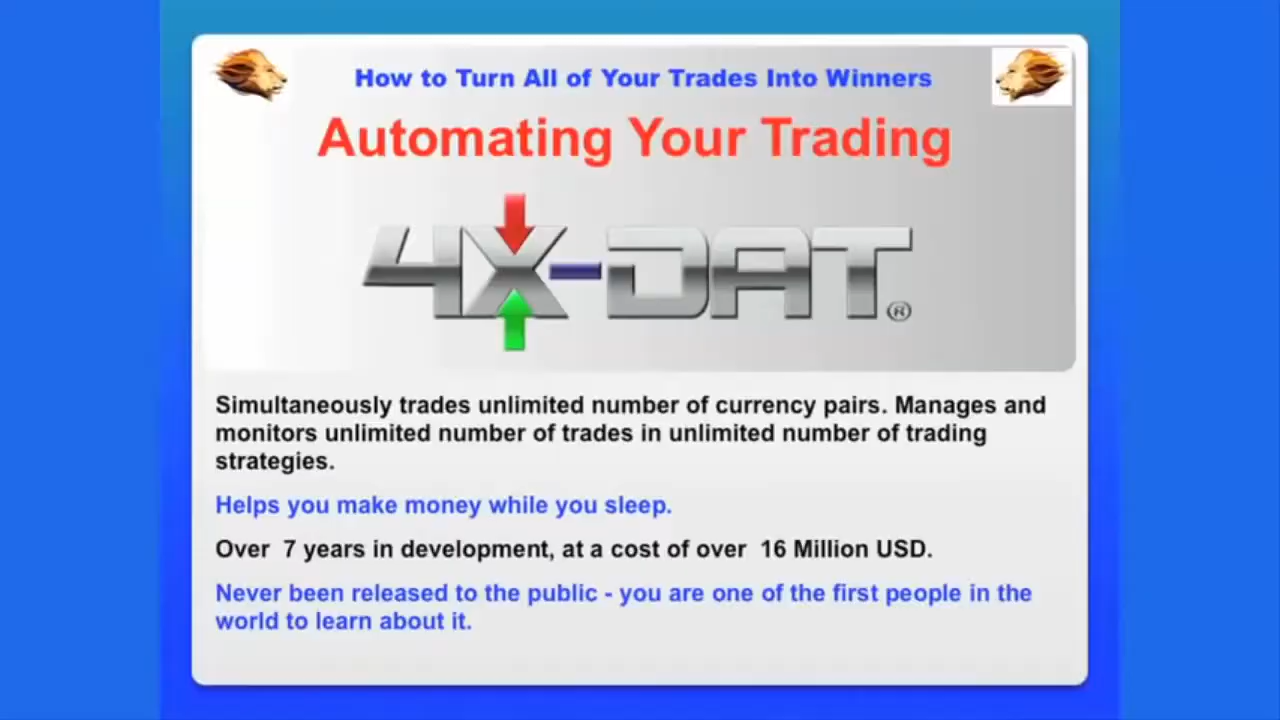 How to Turn All of Your Trades Into Winners
Automating Your Trading
4X-DAT®
Simultaneously trades unlimited number of currency pairs. Manages and
monitors unlimited number of trades in unlimited number of trading
strategies.
Helps you make money while you sleep.
Over 7 years in development, at a cost of over 16 Million USD.
Never been released to the public - you are one of the first people in the
world to learn about it.